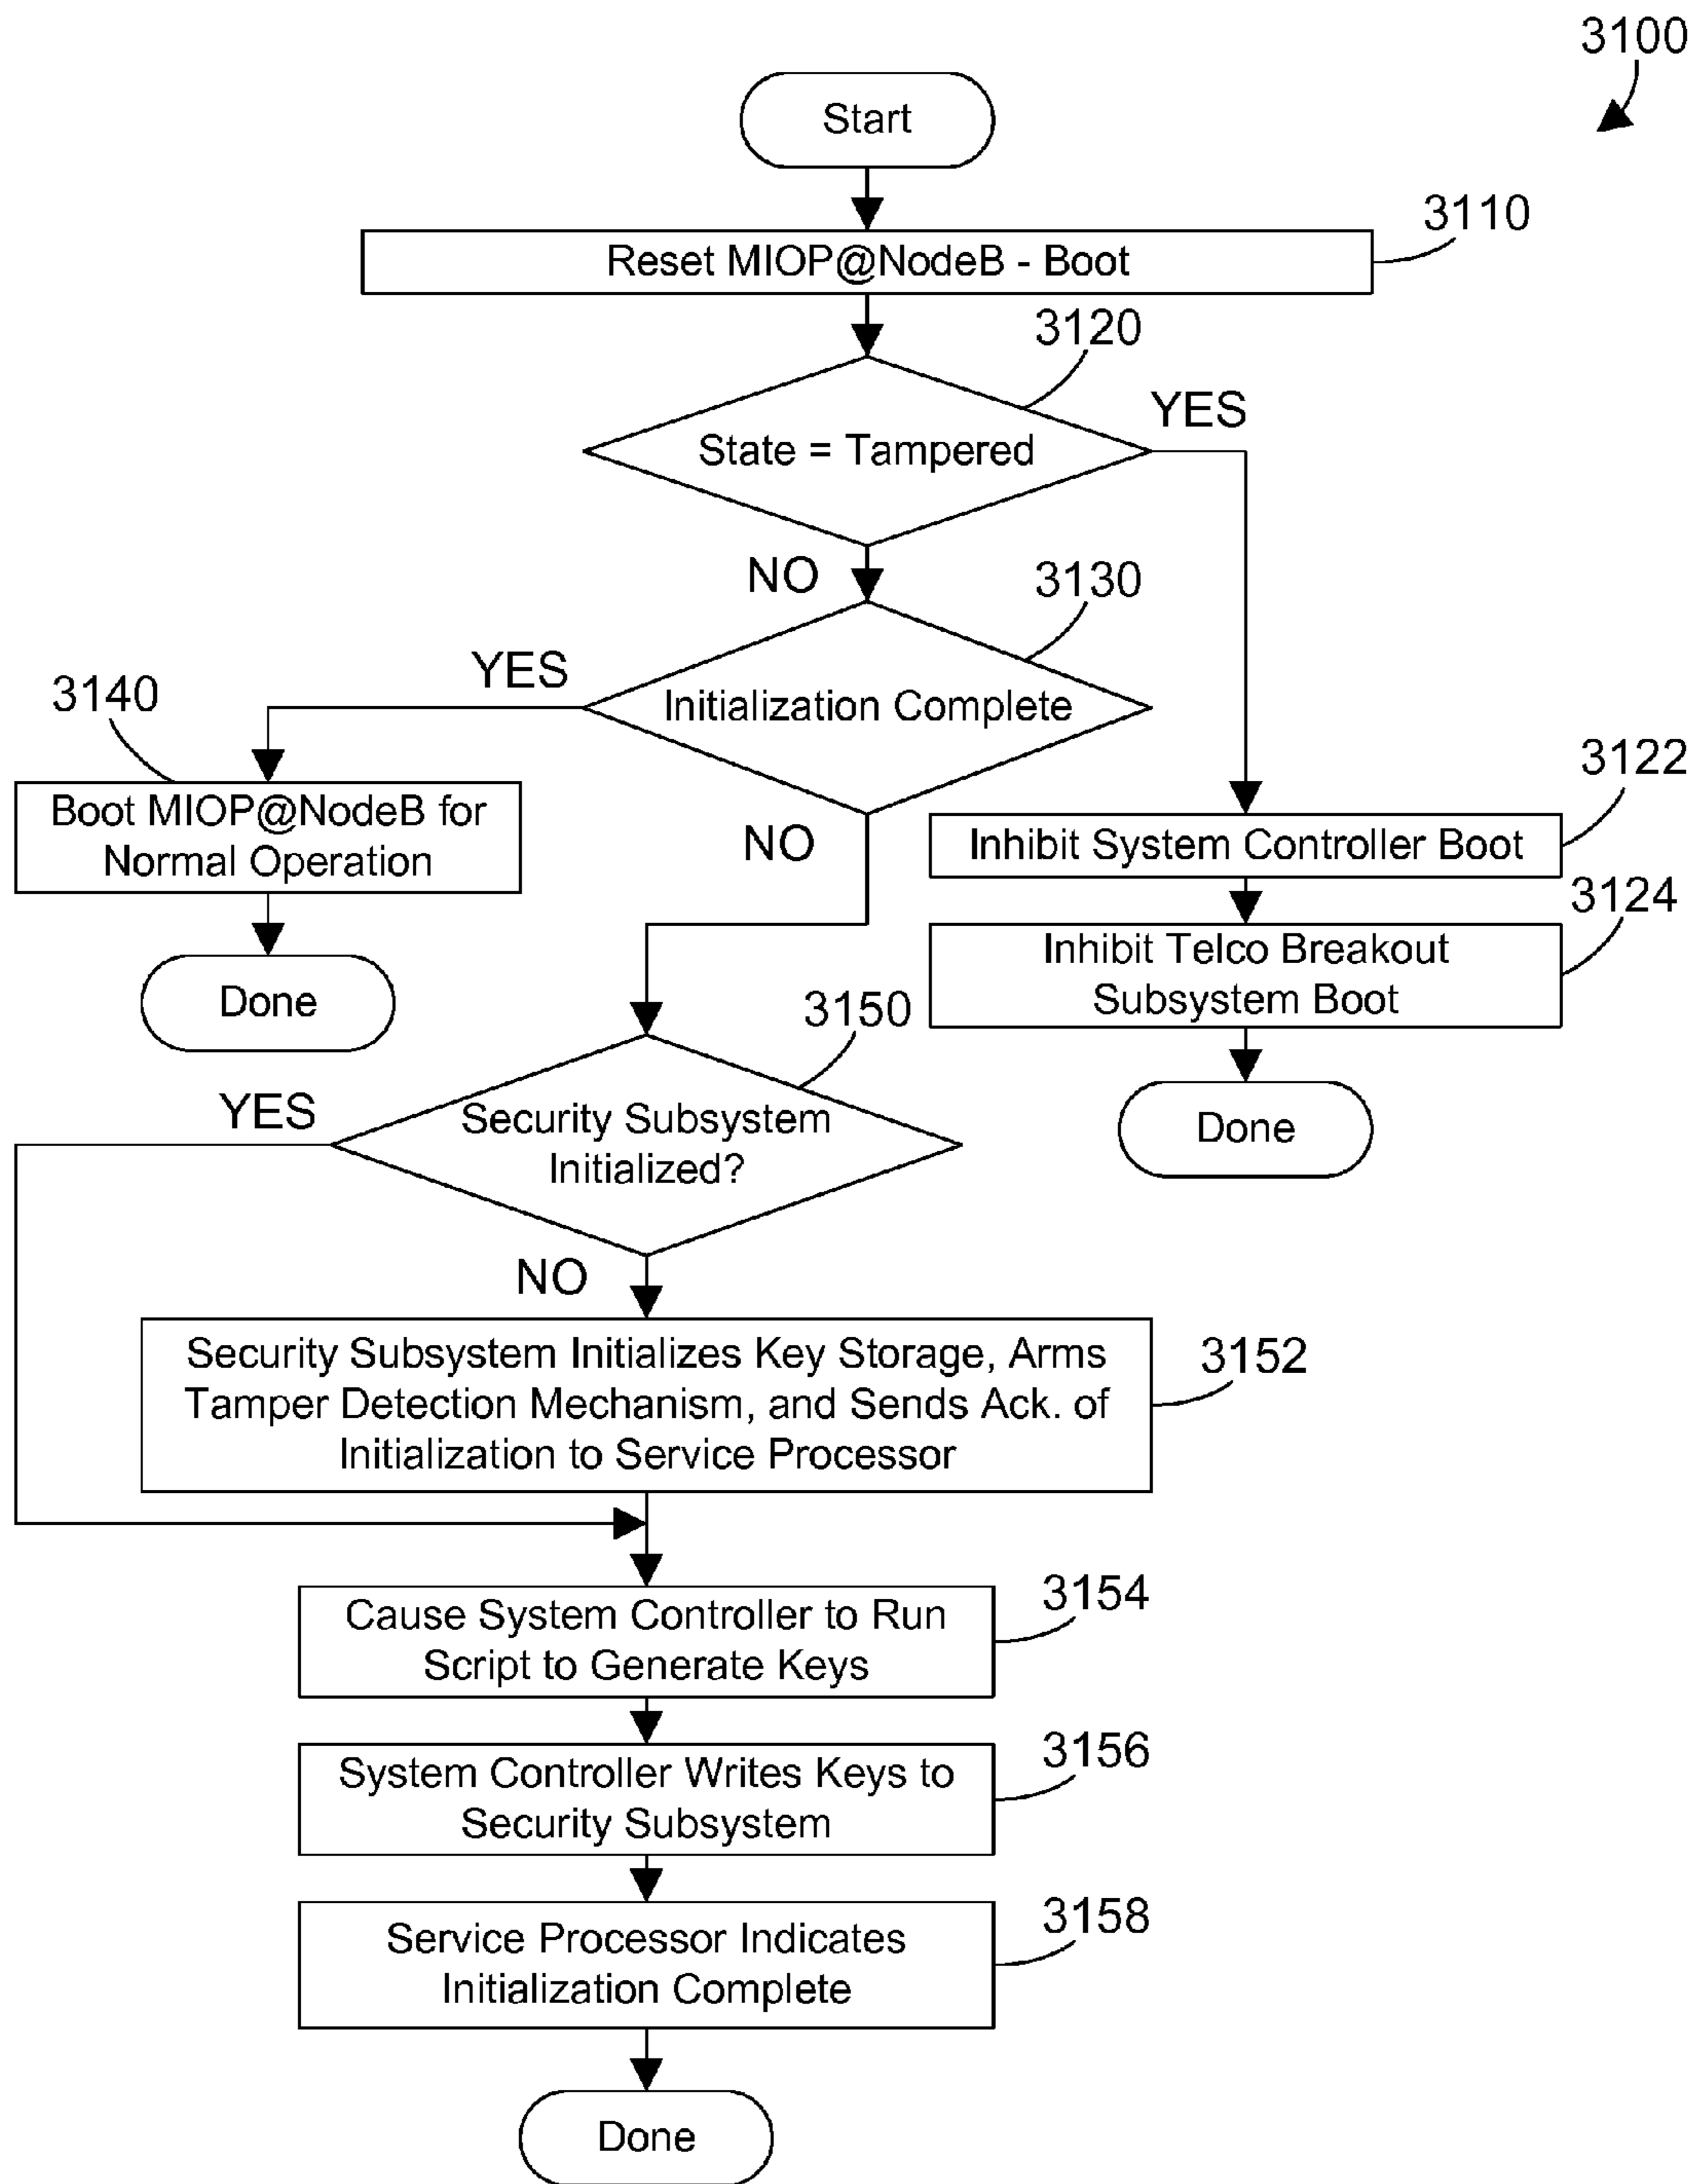 3100
Start
3110
Reset MIOP@NodeB - Boot
3120
YES
State = Tampered
NO
3130
YES
Initialization Complete
3140
Boot MIOP@NodeB for
Normal Operation
NO
3122
Inhibit System Controller Boot
3124
Inhibit Telco Breakout
Subsystem Boot
Done
Done
3150
YES
Security Subsystem
Initialized?
NO
Security Subsystem Initializes Key Storage, Arms
Tamper Detection Mechanism, and Sends Ack. of
Initialization to Service Processor
3152
Cause System Controller to Run
Script to Generate Keys
3154
System Controller Writes Keys to
Security Subsystem
3156
Service Processor Indicates
Initialization Complete
3158
Done